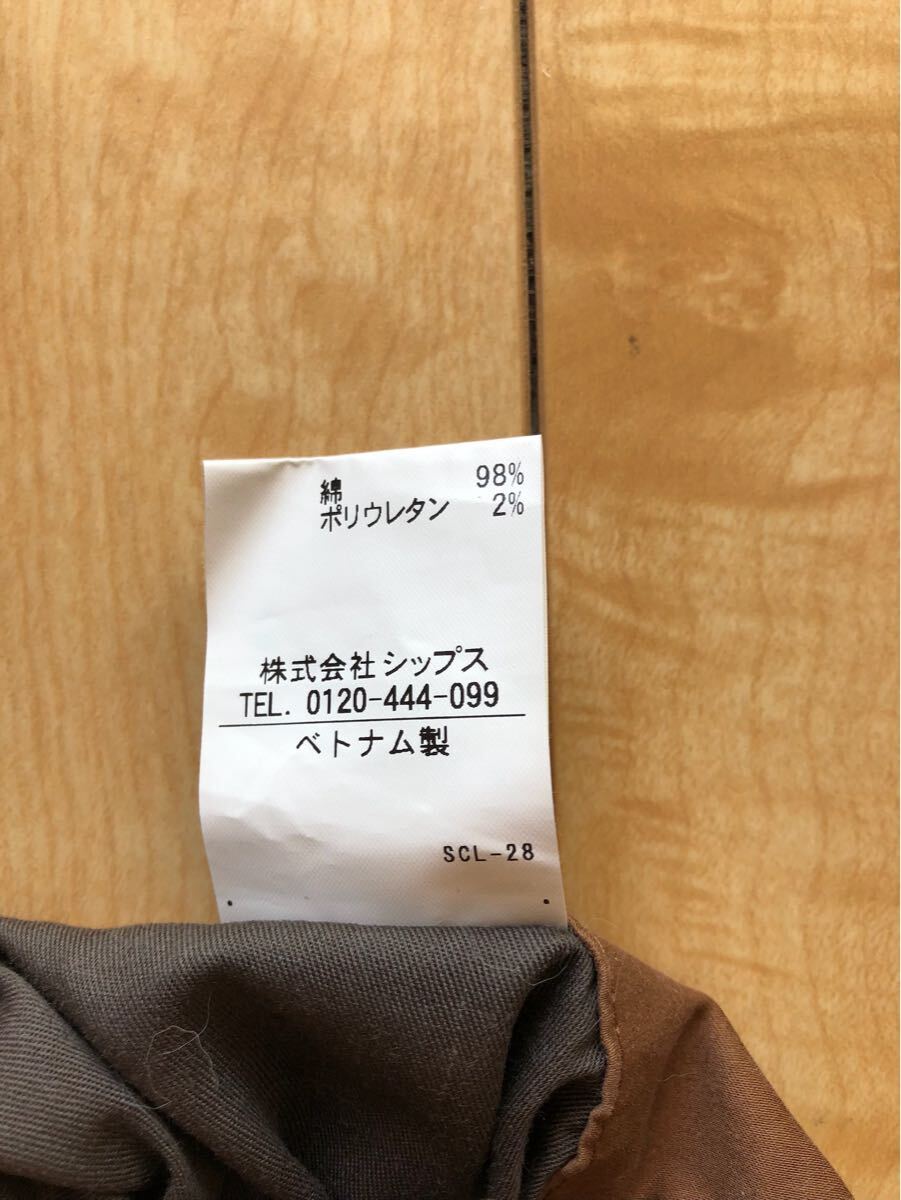 綿 98%
ポリウレタン 2%
株式会社シップス
TEL. 0120-444-099
ベトナム製
SCL-28